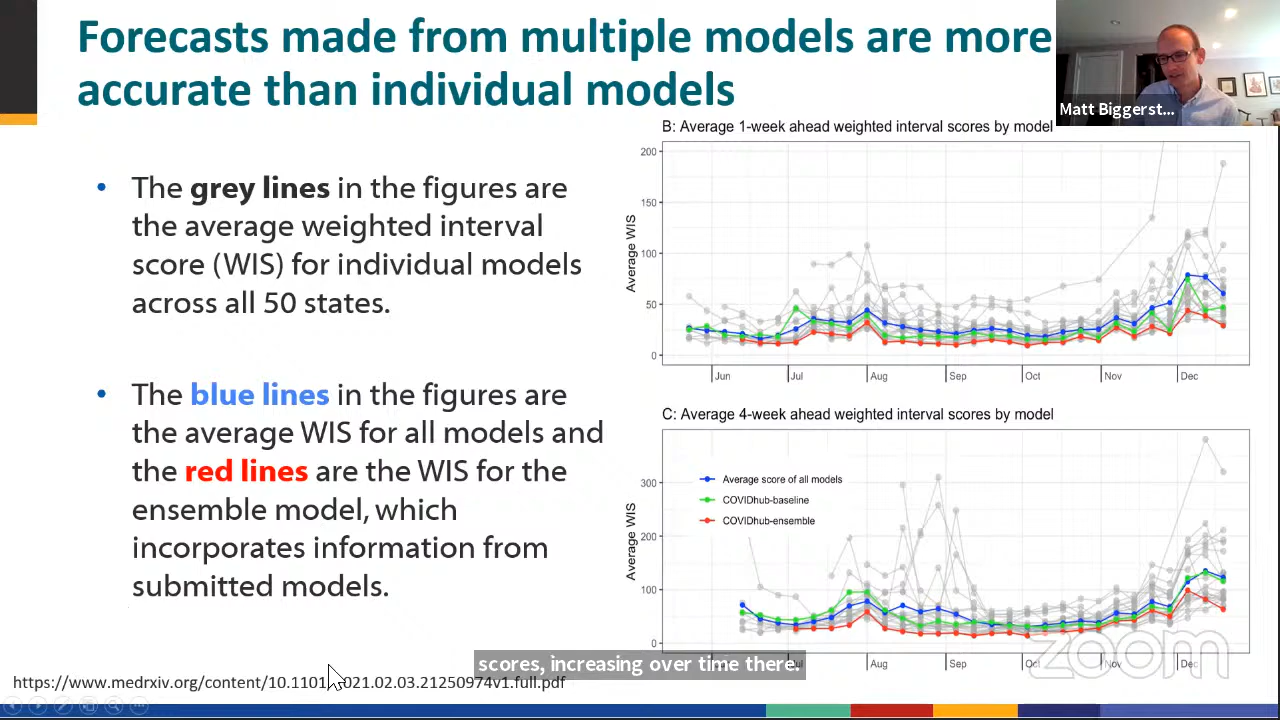 Forecasts made from multiple models are more
accurate than individual models
Matt Biggerst...
• The grey lines in the figures are
the average weighted interval
score (WIS) for individual models
across all 50 states.
• The blue lines in the figures are
the average WIS for all models and
the red lines are the WIS for the
ensemble model, which
incorporates information from
submitted models.
B: Average 1-week ahead weighted interval scores by model
Average WIS
200
150
100
50
0
Jun Jul Aug Sep Oct Nov Dec
C: Average 4-week ahead weighted interval scores by model
Average WIS
300
200
100
0
Average score of all models
COVIDhub-baseline
COVIDhub-ensemble
Aug Sep Oct Nov Dec
zoom
scores, increasing over time there.
https://www.medrxiv.org/content/10.1101 021.02.03.21250974v1.full.pdf